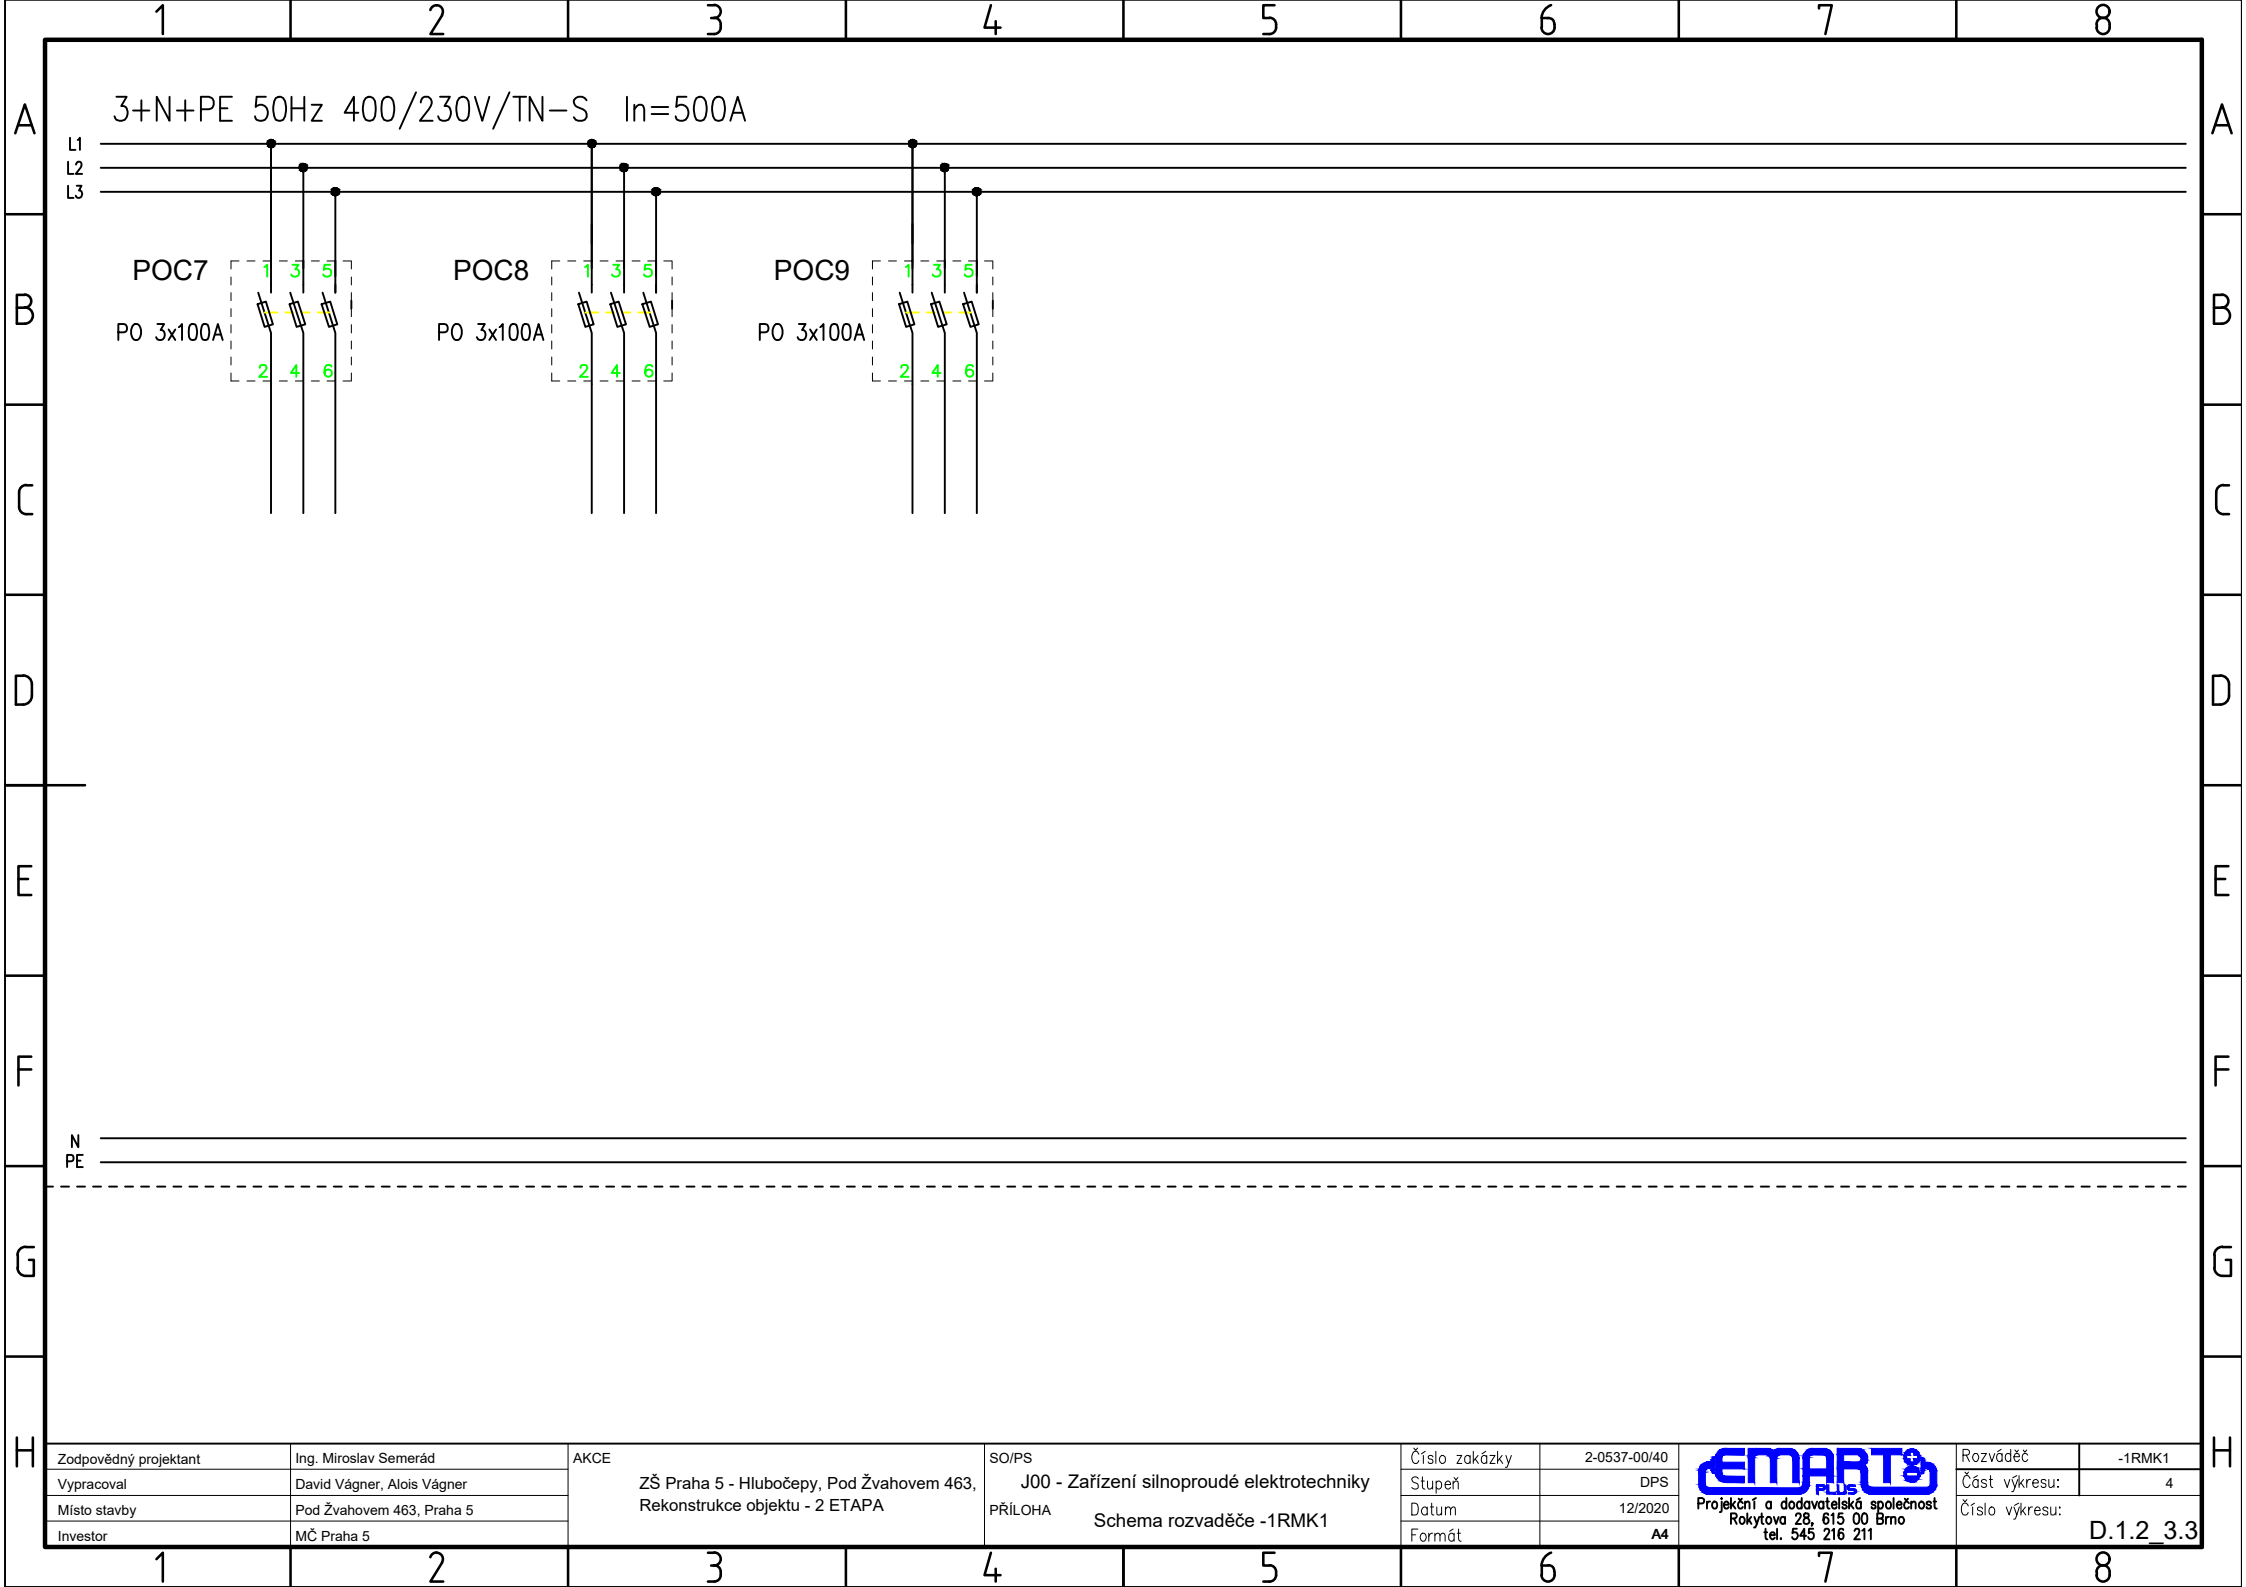 1 2 3 4 5 6 7 8
A A
3+N+PE 50Hz 400/230V/TN-S In=500A
L1
L2
L3
POC7 1 3 5 POC8 1 3 5 POC9 1 3 5
B B
PO 3x100A PO 3x100A PO 3x100A
2 4 6 2 4 6 2 4 6
C C
D D
E E
F F
N
PE
G G
H H
Zodpovědný projektant Ing. Miroslav Semerád
Vypracoval David Vágner, Alois Vágner
Místo stavby Pod Žvahovem 463, Praha 5
Investor MČ Praha 5
AKCE
ZŠ Praha 5 - Hlubočepy, Pod Žvahovem 463,
Rekonstrukce objektu - 2 ETAPA
SO/PS
J00 - Zařízení silnoproudé elektrotechniky
PŘÍLOHA
Schema rozvaděče -1RMK1
Číslo zakázky 2-0537-00/40
Stupeň DPS
Datum 12/2020
Formát A4
EMART
PLUS
Projekční a dodavatelská společnost
Rokytova 28, 615 00 Brno
tel. 545 216 211
Rozváděč -1RMK1
Část výkresu: 4
Číslo výkresu:
D.1.2_3.3
1 2 3 4 5 6 7 8